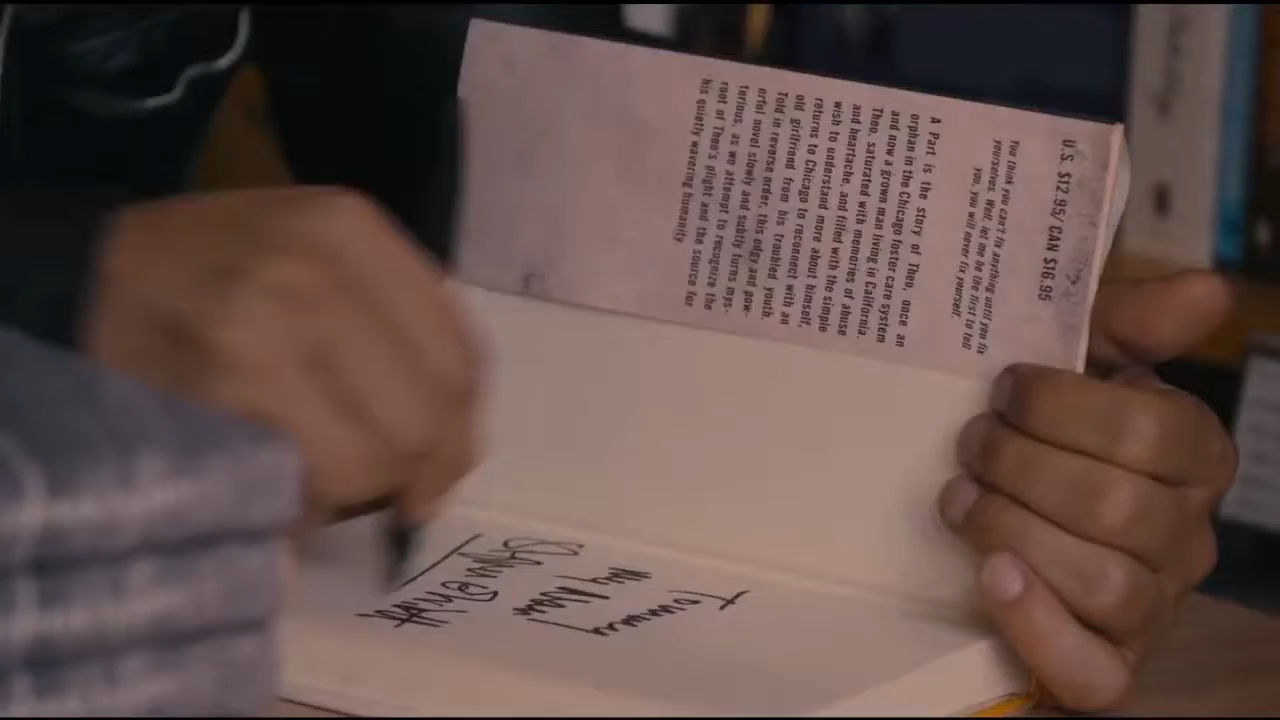 U.S. $12.95/ CAN $16.95
You think you can't fix anything until you fix
yourselves. Well, let me be the first to tell
you, you will never fix yourself.
A Part is the story of Theo, once an
orphan in the Chicago foster care system
and now a grown man living in California.
Theo, saturated with memories of abuse
and heartache, and filled with the simple
wish to understand more about himself,
returns to Chicago to reconnect with an
old girlfriend from his troubled youth.
Told in reverse order, this edgy and pow-
erful novel slowly and subtly turns mys-
terious, as we attempt to recognize the
root of Theo's plight and the source for
his quietly wavering humanity.
Tommy
My Man!